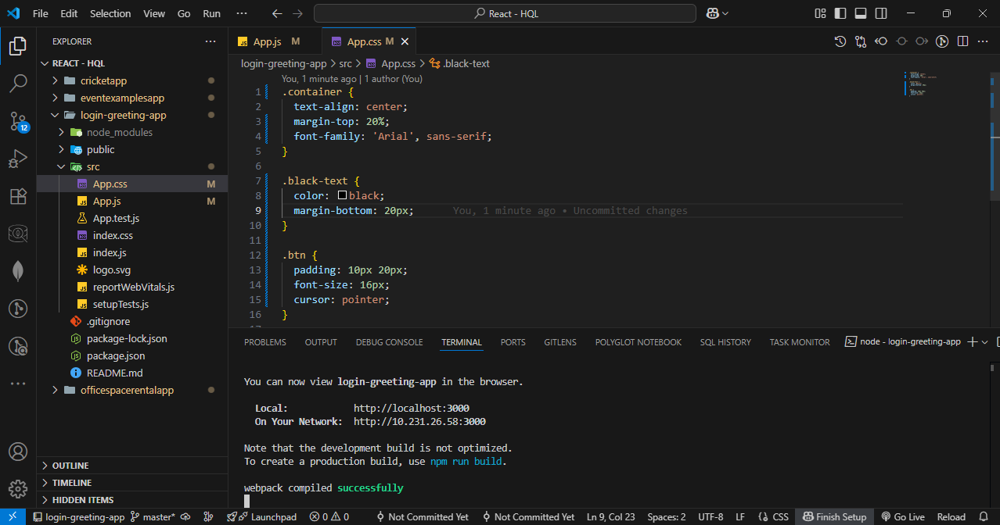 File Edit Selection View Go Run ··· React - HQL
EXPLORER ···
REACT - HQL
cricketapp
eventexamplesapp
login-greeting-app
node_modules
public
src
App.css M
App.js M
App.test.js
index.css
index.js
logo.svg
reportWebVitals.js
setupTests.js
.gitignore
package-lock.json
package.json
README.md
officespacerentalapp
OUTLINE
TIMELINE
HIDDEN ITEMS
12
App.js M App.css M
login-greeting-app > src > App.css > .black-text
You, 1 minute ago | 1 author (You)
1 .container {
2 text-align: center;
3 margin-top: 20%;
4 font-family: 'Arial', sans-serif;
5 }
6
7 .black-text {
8 color: black;
9 margin-bottom: 20px; You, 1 minute ago • Uncommitted changes
10 }
11
12 .btn {
13 padding: 10px 20px;
14 font-size: 16px;
15 cursor: pointer;
16 }
PROBLEMS OUTPUT DEBUG CONSOLE TERMINAL PORTS GITLENS POLYGLOT NOTEBOOK SQL HISTORY TASK MONITOR node - login-greeting-app
You can now view login-greeting-app in the browser.
Local: http://localhost:3000
On Your Network: http://10.231.26.58:3000
Note that the development build is not optimized.
To create a production build, use npm run build.
webpack compiled successfully
login-greeting-app master* Launchpad 0 0 Not Committed Yet Not Committed Yet Ln 9, Col 23 Spaces: 2 UTF-8 LF CSS Finish Setup Go Live Reload